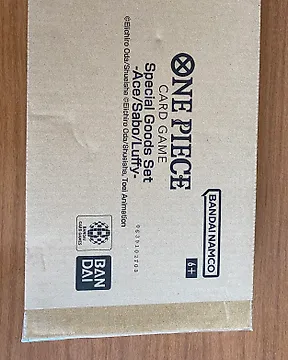 ONE PIECE
CARD GAME
Special Goods Set
-Ace/Sabo/Luffy-
©Eiichiro Oda/Shueisha
©Eiichiro Oda/Shueisha, Toei Animation
BANDAI NAMCO
6+
BAN
DAI